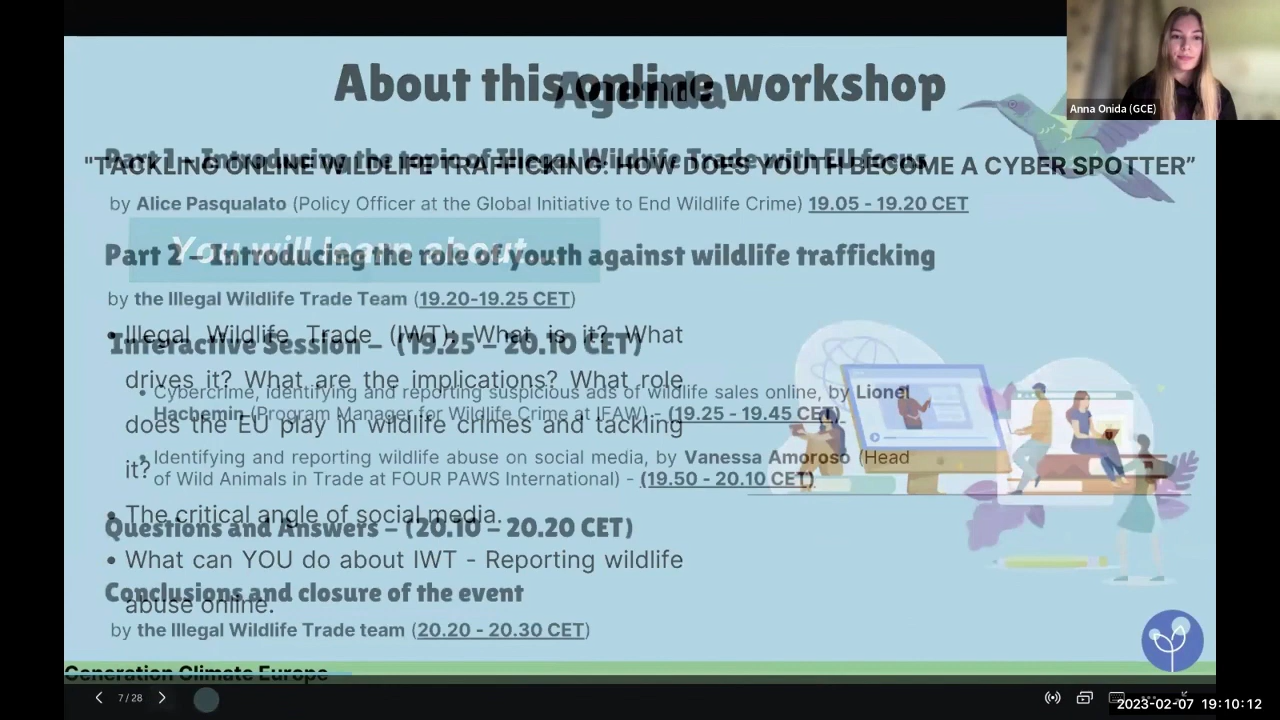 About this online workshop
Agenda
Anna Onida (GCE)
"TACKLING ONLINE WILDLIFE TRAFFICKING: HOW DOES YOUTH BECOME A CYBER SPOTTER”
Part 1 – Introducing the topic of Illegal Wildlife Trade with EU focus
by Alice Pasqualato (Policy Officer at the Global Initiative to End Wildlife Crime) 19.05 - 19.20 CET
You will learn about
Part 2 – Introducing the role of youth against wildlife trafficking
by the Illegal Wildlife Trade Team (19.20-19.25 CET)
• Illegal Wildlife Trade (IWT): What is it? What
drives it? What are the implications? What role
does the EU play in wildlife crimes and tackling
it?
Interactive Session – (19.25 – 20.10 CET)
• Cybercrime, identifying and reporting suspicious ads of wildlife sales online, by Lionel
Hachemin (Program Manager for Wildlife Crime at IFAW) - (19.25 - 19.45 CET)
• Identifying and reporting wildlife abuse on social media, by Vanessa Amoroso (Head
of Wild Animals in Trade at FOUR PAWS International) - (19.50 - 20.10 CET)
• The critical angle of social media.
Questions and Answers – (20.10 – 20.20 CET)
• What can YOU do about IWT - Reporting wildlife
abuse online.
Conclusions and closure of the event
by the Illegal Wildlife Trade team (20.20 - 20.30 CET)
Generation Climate Europe
7 / 28
2023-02-07 19:10:12